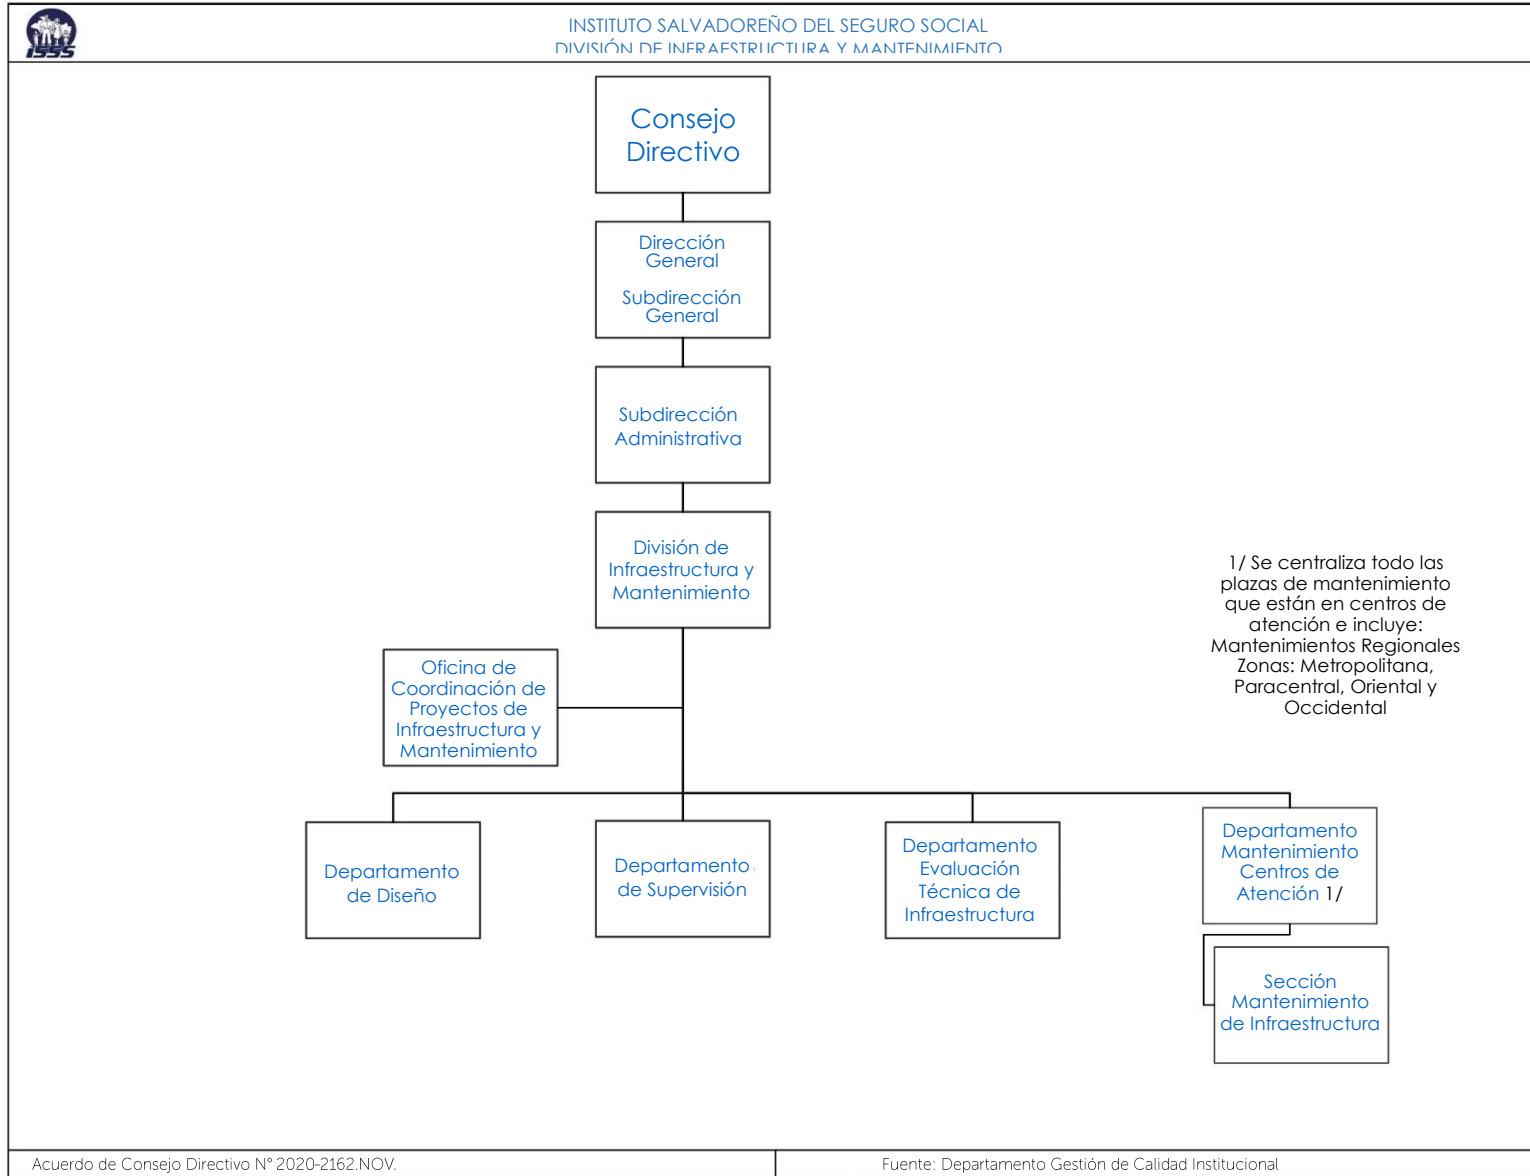 ISSS
INSTITUTO SALVADOREÑO DEL SEGURO SOCIAL
DIVISIÓN DE INFRAESTRUCTURA Y MANTENIMIENTO
Consejo
Directivo
Dirección
General
Subdirección
General
Subdirección
Administrativa
División de
Infraestructura y
Mantenimiento
1/ Se centraliza todo las
plazas de mantenimiento
que están en centros de
atención e incluye:
Mantenimientos Regionales
Zonas: Metropolitana,
Paracentral, Oriental y
Occidental
Oficina de
Coordinación de
Proyectos de
Infraestructura y
Mantenimiento
Departamento
de Diseño
Departamento
de Supervisión
Departamento
Evaluación
Técnica de
Infraestructura
Departamento
Mantenimiento
Centros de
Atención 1/
Sección
Mantenimiento
de Infraestructura
Acuerdo de Consejo Directivo N° 2020-2162.NOV.
Fuente: Departamento Gestión de Calidad Institucional